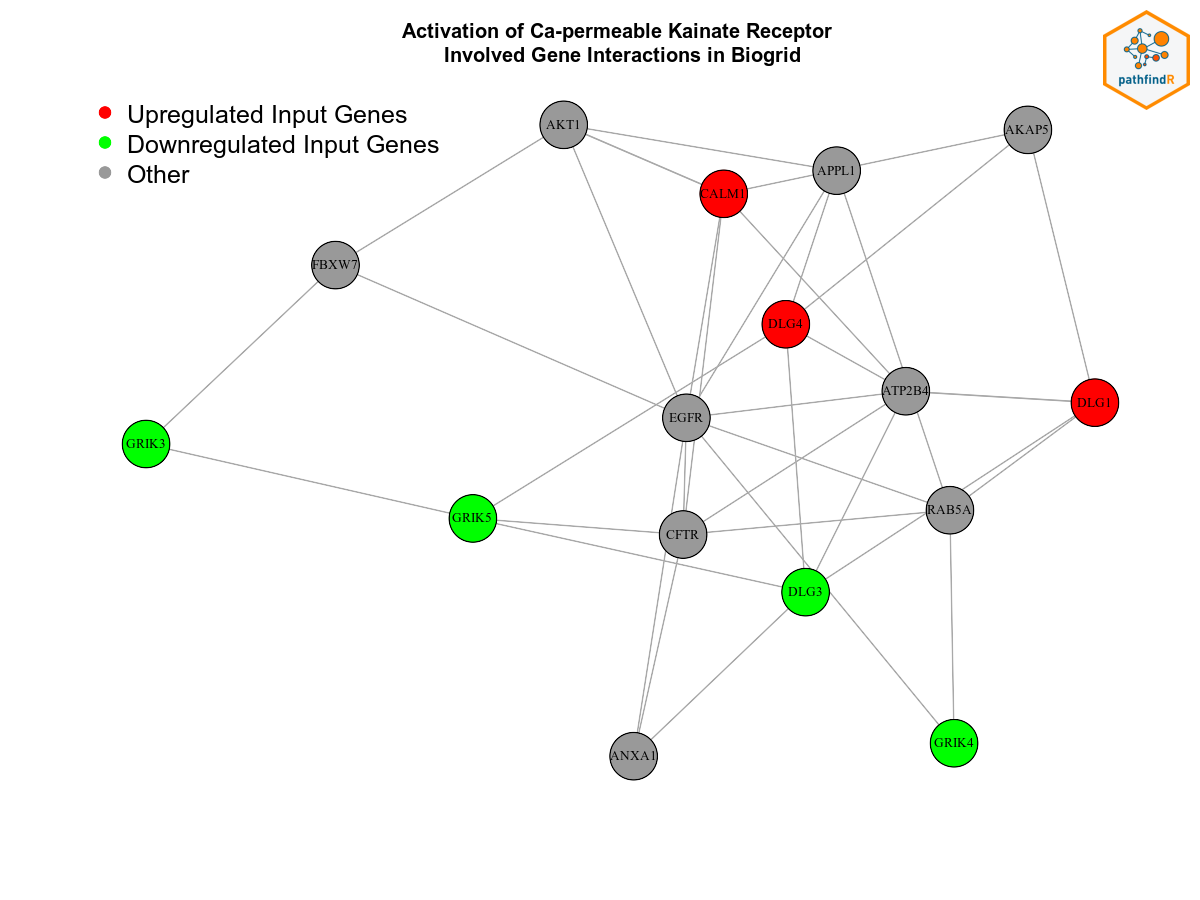 Activation of Ca-permeable Kainate Receptor
Involved Gene Interactions in Biogrid
pathfindR
Upregulated Input Genes
Downregulated Input Genes
Other
AKT1
AKAP5
APPL1
CALM1
FBXW7
DLG4
ATP2B4
DLG1
EGFR
GRIK3
RAB5A
GRIK5
CFTR
DLG3
GRIK4
ANXA1